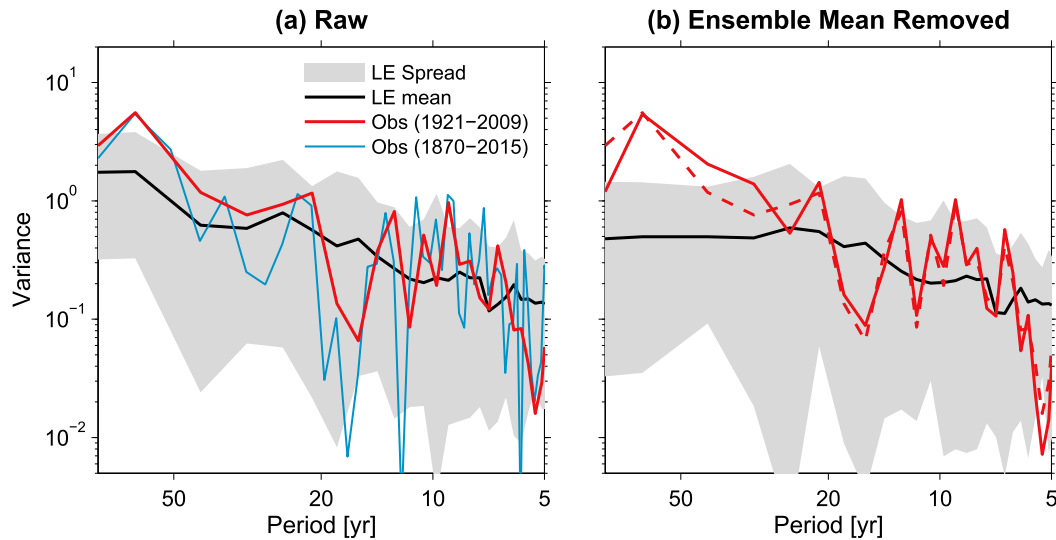 (a) Raw
(b) Ensemble Mean Removed
LE Spread
LE mean
Obs (1921−2009)
Obs (1870−2015)
Variance
10¹
10⁰
10⁻¹
10⁻²
50 20 10 5
50 20 10 5
Period [yr]
Period [yr]